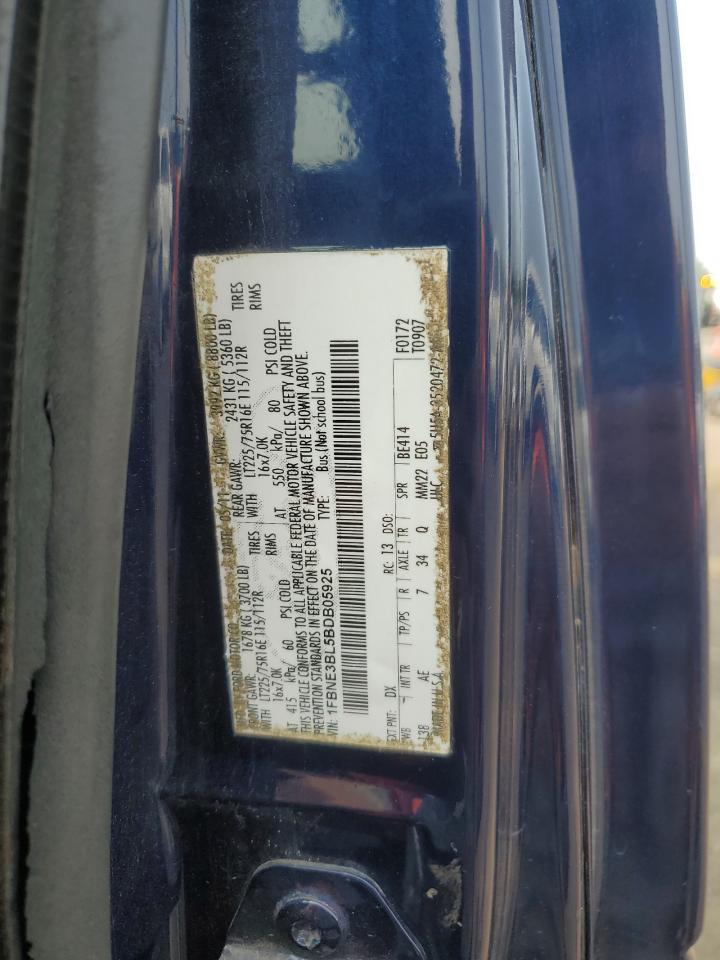 FORD MOTOR CO. DATE: 05/11 GVWR: 3992 KG ( 8800 LB)
FRONT GAWR: 1678 KG ( 3700 LB) REAR GAWR: 2431 KG ( 5360 LB)
WITH LT225/75R16E 115/112R TIRES WITH LT225/75R16E 115/112R TIRES
16x7.0K RIMS 16x7.0K RIMS
AT 415 kPa/ 60 PSI COLD AT 550 kPa/ 80 PSI COLD
THIS VEHICLE CONFORMS TO ALL APPLICABLE FEDERAL MOTOR VEHICLE SAFETY AND THEFT
PREVENTION STANDARDS IN EFFECT ON THE DATE OF MANUFACTURE SHOWN ABOVE.
VIN: 1FBNE3BL5BDB05925 TYPE: Bus (Not school bus)
EXT PNT: DX RC: 13 DSO: BE414 F0172
WB INT TR TP/PS R AXLE TR SPR T0907
138 AE 7 34 Q MM22 E05